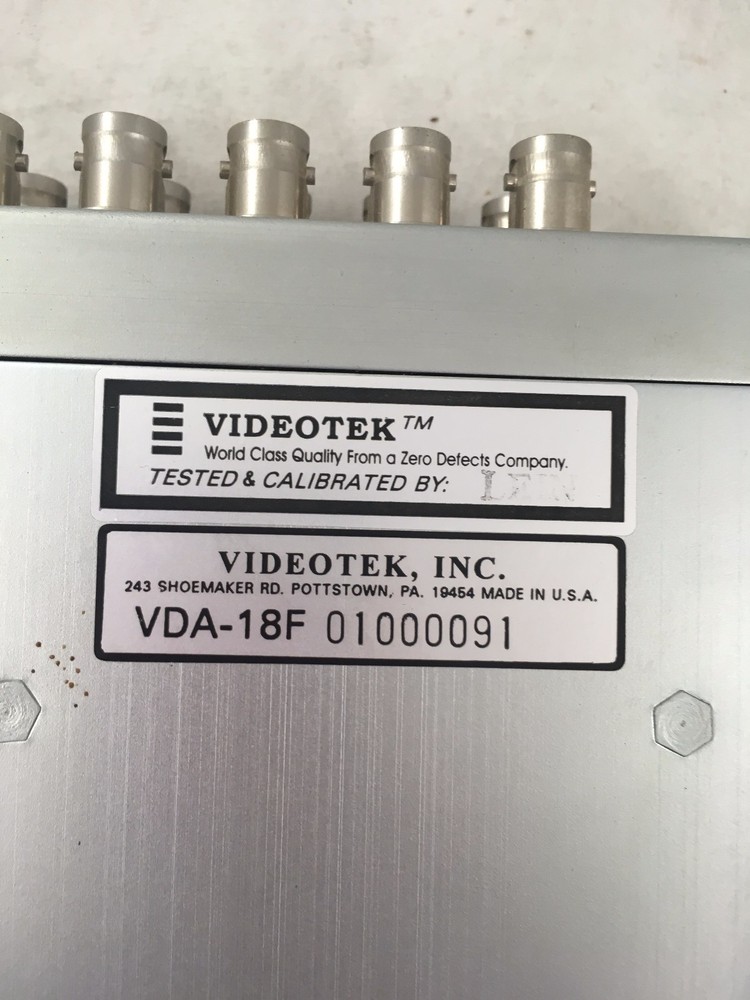 VIDEOTEK™
World Class Quality From a Zero Defects Company.
TESTED & CALIBRATED BY:
VIDEOTEK, INC.
243 SHOEMAKER RD. POTTSTOWN, PA. 19454 MADE IN U.S.A.
VDA-18F 01000091